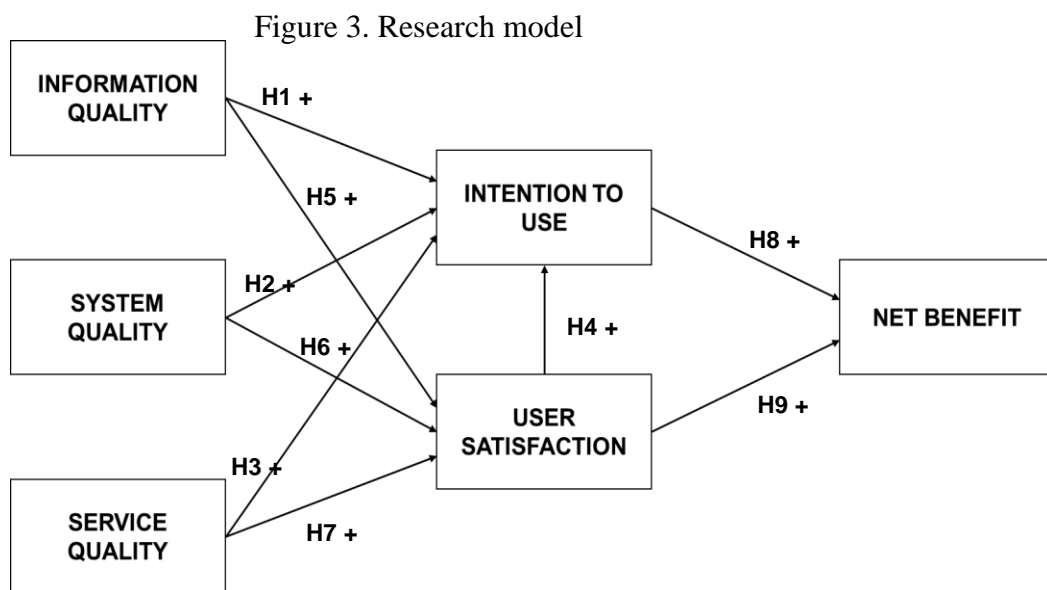 Figure 3. Research model
INFORMATION
QUALITY
H1 +
INTENTION TO
USE
H5 +
H8 +
SYSTEM
QUALITY
H2 +
H4 +
NET BENEFIT
H6 +
USER
SATISFACTION
H9 +
H3 +
SERVICE
QUALITY
H7 +